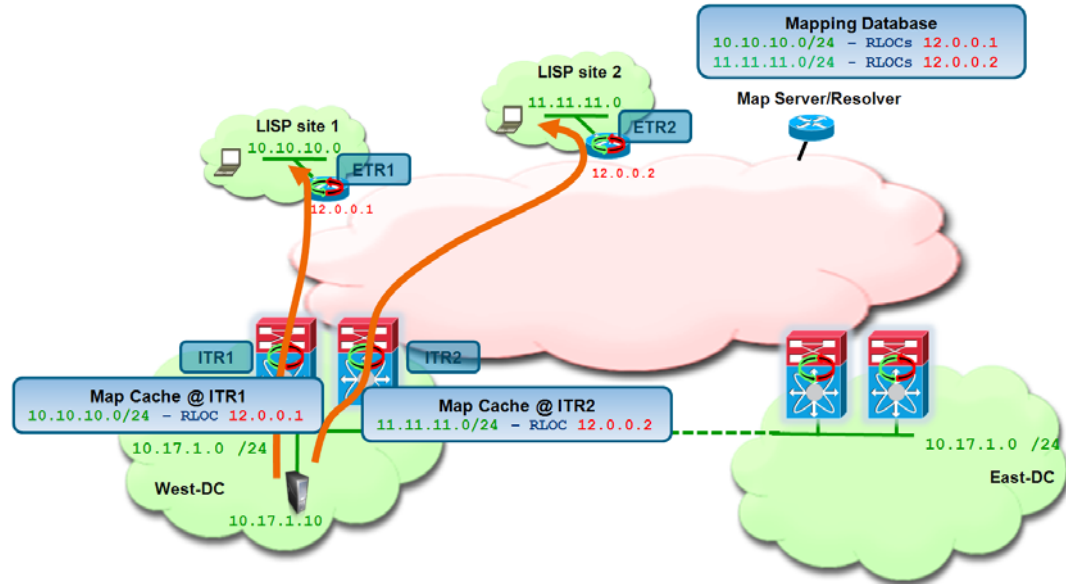 Mapping Database
10.10.10.0/24 – RLOCs 12.0.0.1
11.11.11.0/24 – RLOCs 12.0.0.2
Map Server/Resolver
LISP site 2
11.11.11.0
ETR2
12.0.0.2
LISP site 1
10.10.10.0
ETR1
12.0.0.1
ITR1
ITR2
Map Cache @ ITR1
10.10.10.0/24 – RLOC 12.0.0.1
Map Cache @ ITR2
11.11.11.0/24 – RLOC 12.0.0.2
10.17.1.0 /24
West-DC
10.17.1.10
10.17.1.0 /24
East-DC